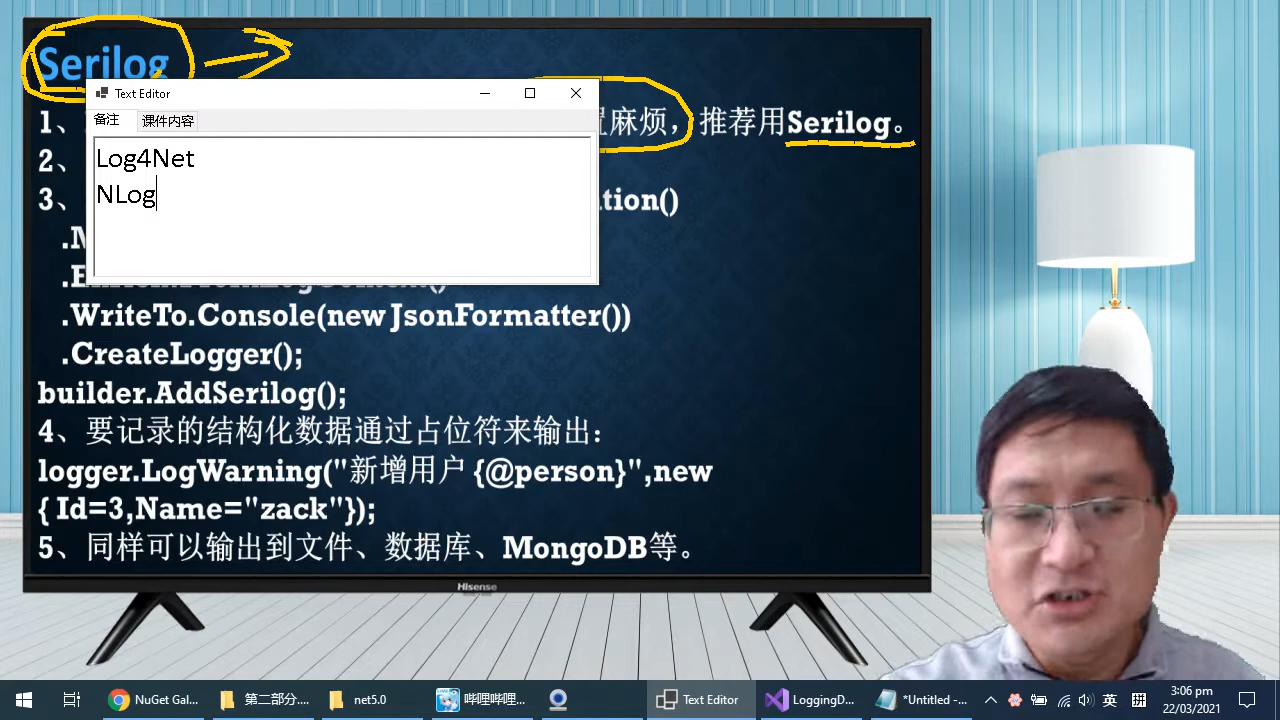 Serilog
Text Editor
备注 课件内容
Log4Net
NLog
1、
麻烦，推荐用Serilog。
2、
3、
ation()
.WriteTo.Console(new JsonFormatter())
.CreateLogger();
builder.AddSerilog();
4、要记录的结构化数据通过占位符来输出：
logger.LogWarning("新增用户 {@person}",new
{ Id=3,Name="zack"});
5、同样可以输出到文件、数据库、MongoDB等。
Hisense
NuGet Gal...
第二部分...
net5.0
哔哩哔哩...
Text Editor
LoggingD...
*Untitled -...
英
拼
3:06 pm
22/03/2021